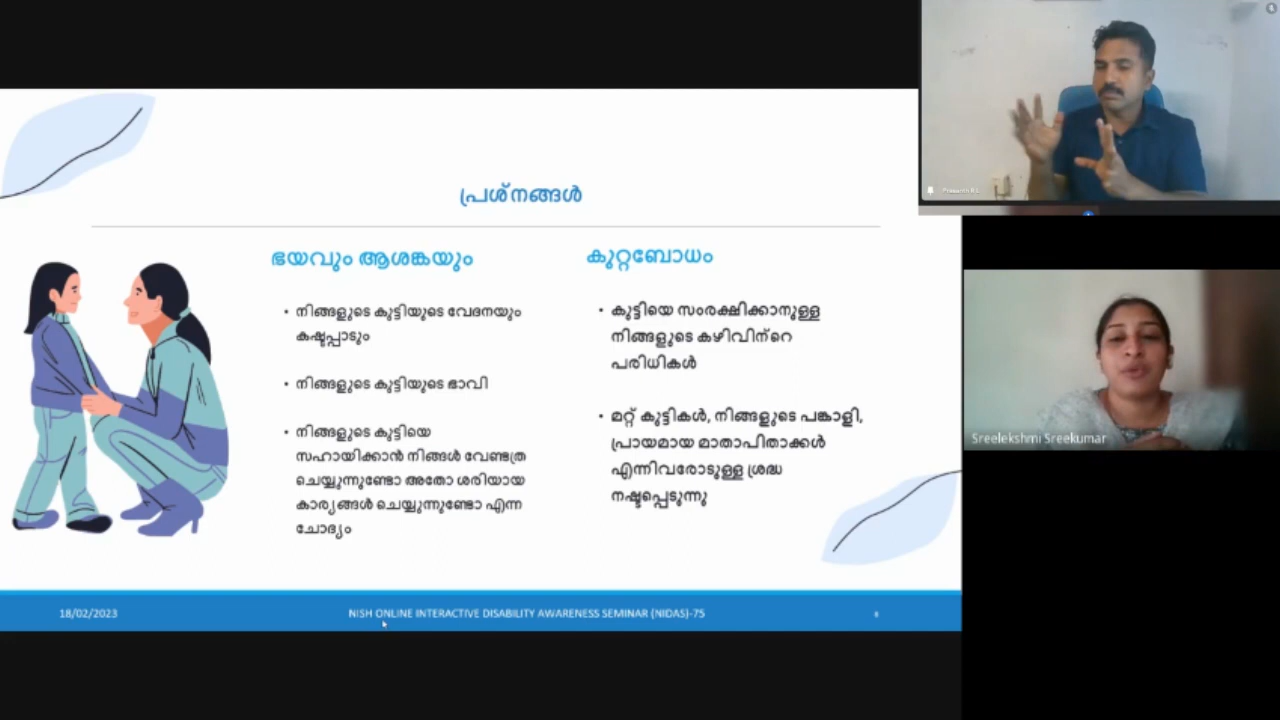 പ്രശ്നങ്ങൾ
ഭയവും ആശങ്കയും
• നിങ്ങളുടെ കുട്ടിയുടെ വേദനയും
കഷ്ടപ്പാടും
• നിങ്ങളുടെ കുട്ടിയുടെ ഭാവി
• നിങ്ങളുടെ കുട്ടിയെ
സഹായിക്കാൻ നിങ്ങൾ വേണ്ടത്ര
ചെയ്യുന്നുണ്ടോ അതോ ശരിയായ
കാര്യങ്ങൾ ചെയ്യുന്നുണ്ടോ എന്ന
ചോദ്യം
കുറ്റബോധം
• കുട്ടിയെ സംരക്ഷിക്കാനുള്ള
നിങ്ങളുടെ കഴിവിന്റെ
പരിധികൾ
• മറ്റ് കുട്ടികൾ, നിങ്ങളുടെ പങ്കാളി,
പ്രായമായ മാതാപിതാക്കൾ
എന്നിവരോടുള്ള ശ്രദ്ധ
നഷ്ടപ്പെടുന്നു
18/02/2023
NISH ONLINE INTERACTIVE DISABILITY AWARENESS SEMINAR (NIDAS)-75
Sreelekshmi Sreekumar